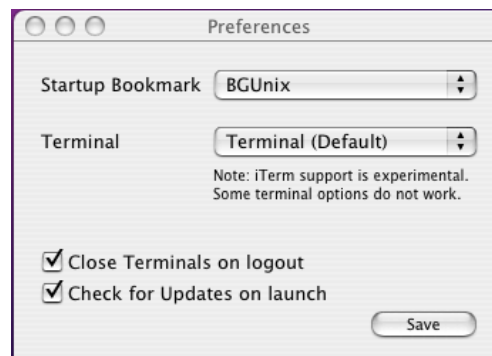 Preferences
Startup Bookmark BGUnix
Terminal Terminal (Default)
Note: iTerm support is experimental.
Some terminal options do not work.
Close Terminals on logout
Check for Updates on launch
Save